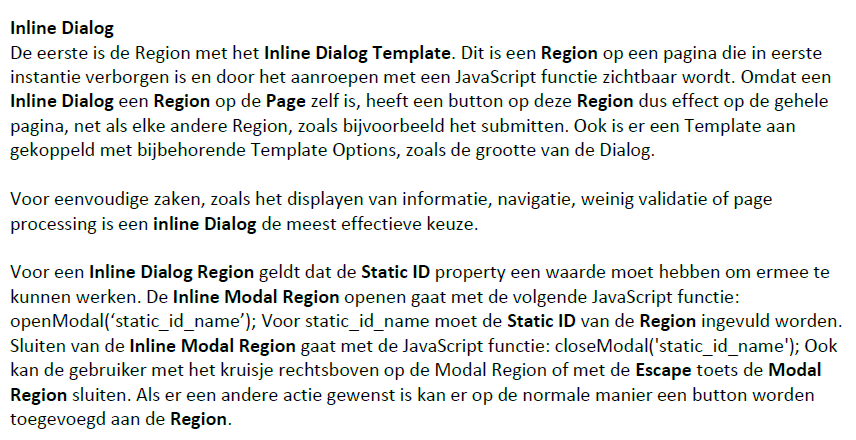 Inline Dialog
De eerste is de Region met het Inline Dialog Template. Dit is een Region op een pagina die in eerste
instantie verborgen is en door het aanroepen met een JavaScript functie zichtbaar wordt. Omdat een
Inline Dialog een Region op de Page zelf is, heeft een button op deze Region dus effect op de gehele
pagina, net als elke andere Region, zoals bijvoorbeeld het submitten. Ook is er een Template aan
gekoppeld met bijbehorende Template Options, zoals de grootte van de Dialog.
Voor eenvoudige zaken, zoals het displayen van informatie, navigatie, weinig validatie of page
processing is een inline Dialog de meest effectieve keuze.
Voor een Inline Dialog Region geldt dat de Static ID property een waarde moet hebben om ermee te
kunnen werken. De Inline Modal Region openen gaat met de volgende JavaScript functie:
openModal(‘static_id_name’); Voor static_id_name moet de Static ID van de Region ingevuld worden.
Sluiten van de Inline Modal Region gaat met de JavaScript functie: closeModal('static_id_name'); Ook
kan de gebruiker met het kruisje rechtsboven op de Modal Region of met de Escape toets de Modal
Region sluiten. Als er een andere actie gewenst is kan er op de normale manier een button worden
toegevoegd aan de Region.